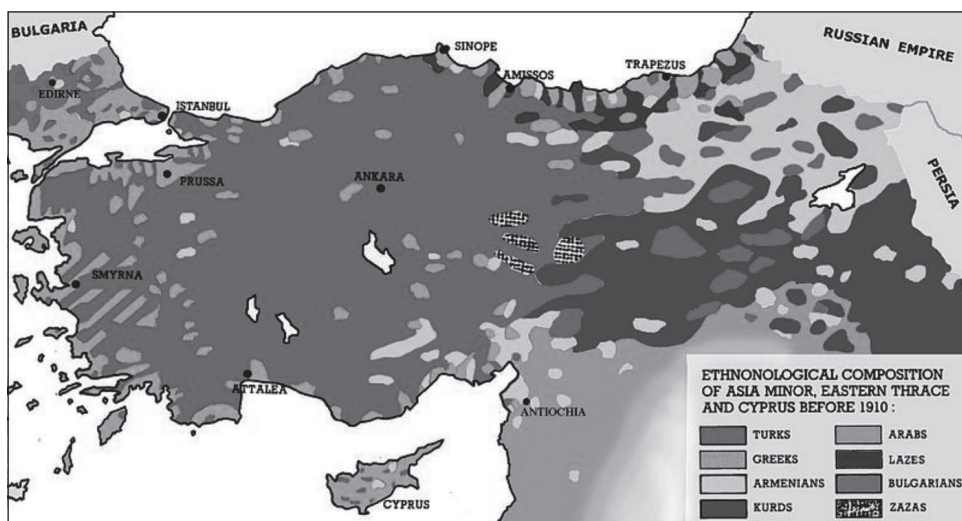 BULGARIA
SINOPE
RUSSIAN EMPIRE
TRAPEZUS
AMISSOS
EDIRNE
ISTANBUL
PERSIA
PRUSSA
ANKARA
SMYRNA
ATTALEA
ANTIOCHIA
CYPRUS
ETHNONOLOGICAL COMPOSITION
OF ASIA MINOR, EASTERN THRACE
AND CYPRUS BEFORE 1910 :
TURKS
ARABS
GREEKS
LAZES
ARMENIANS
BULGARIANS
KURDS
ZAZAS